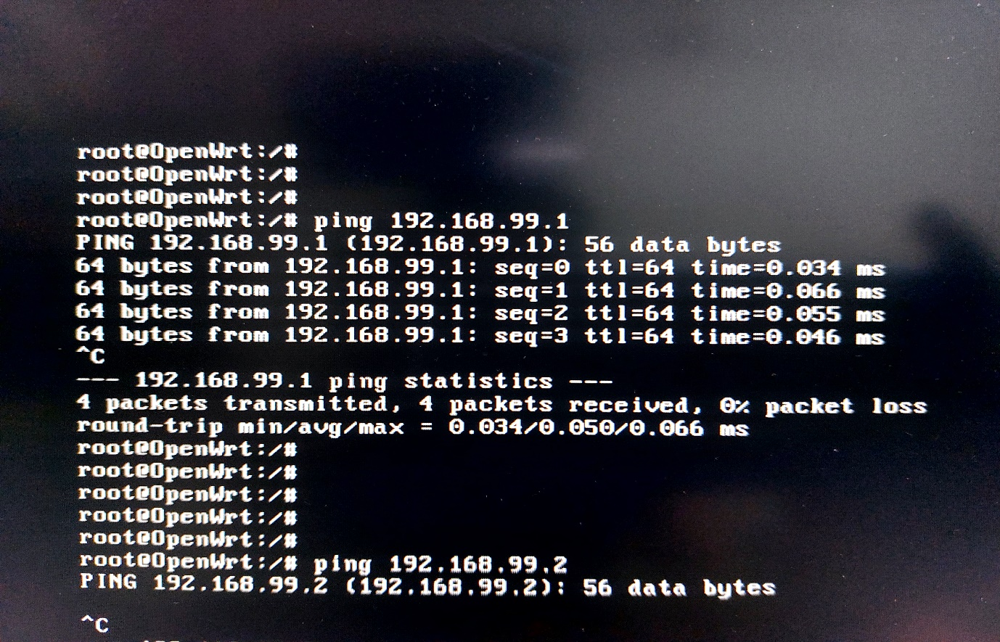 root@OpenWrt:/#
root@OpenWrt:/#
root@OpenWrt:/#
root@OpenWrt:/# ping 192.168.99.1
PING 192.168.99.1 (192.168.99.1): 56 data bytes
64 bytes from 192.168.99.1: seq=0 ttl=64 time=0.034 ms
64 bytes from 192.168.99.1: seq=1 ttl=64 time=0.066 ms
64 bytes from 192.168.99.1: seq=2 ttl=64 time=0.055 ms
64 bytes from 192.168.99.1: seq=3 ttl=64 time=0.046 ms
^C
--- 192.168.99.1 ping statistics ---
4 packets transmitted, 4 packets received, 0% packet loss
round-trip min/avg/max = 0.034/0.050/0.066 ms
root@OpenWrt:/#
root@OpenWrt:/#
root@OpenWrt:/#
root@OpenWrt:/#
root@OpenWrt:/#
root@OpenWrt:/# ping 192.168.99.2
PING 192.168.99.2 (192.168.99.2): 56 data bytes
^C